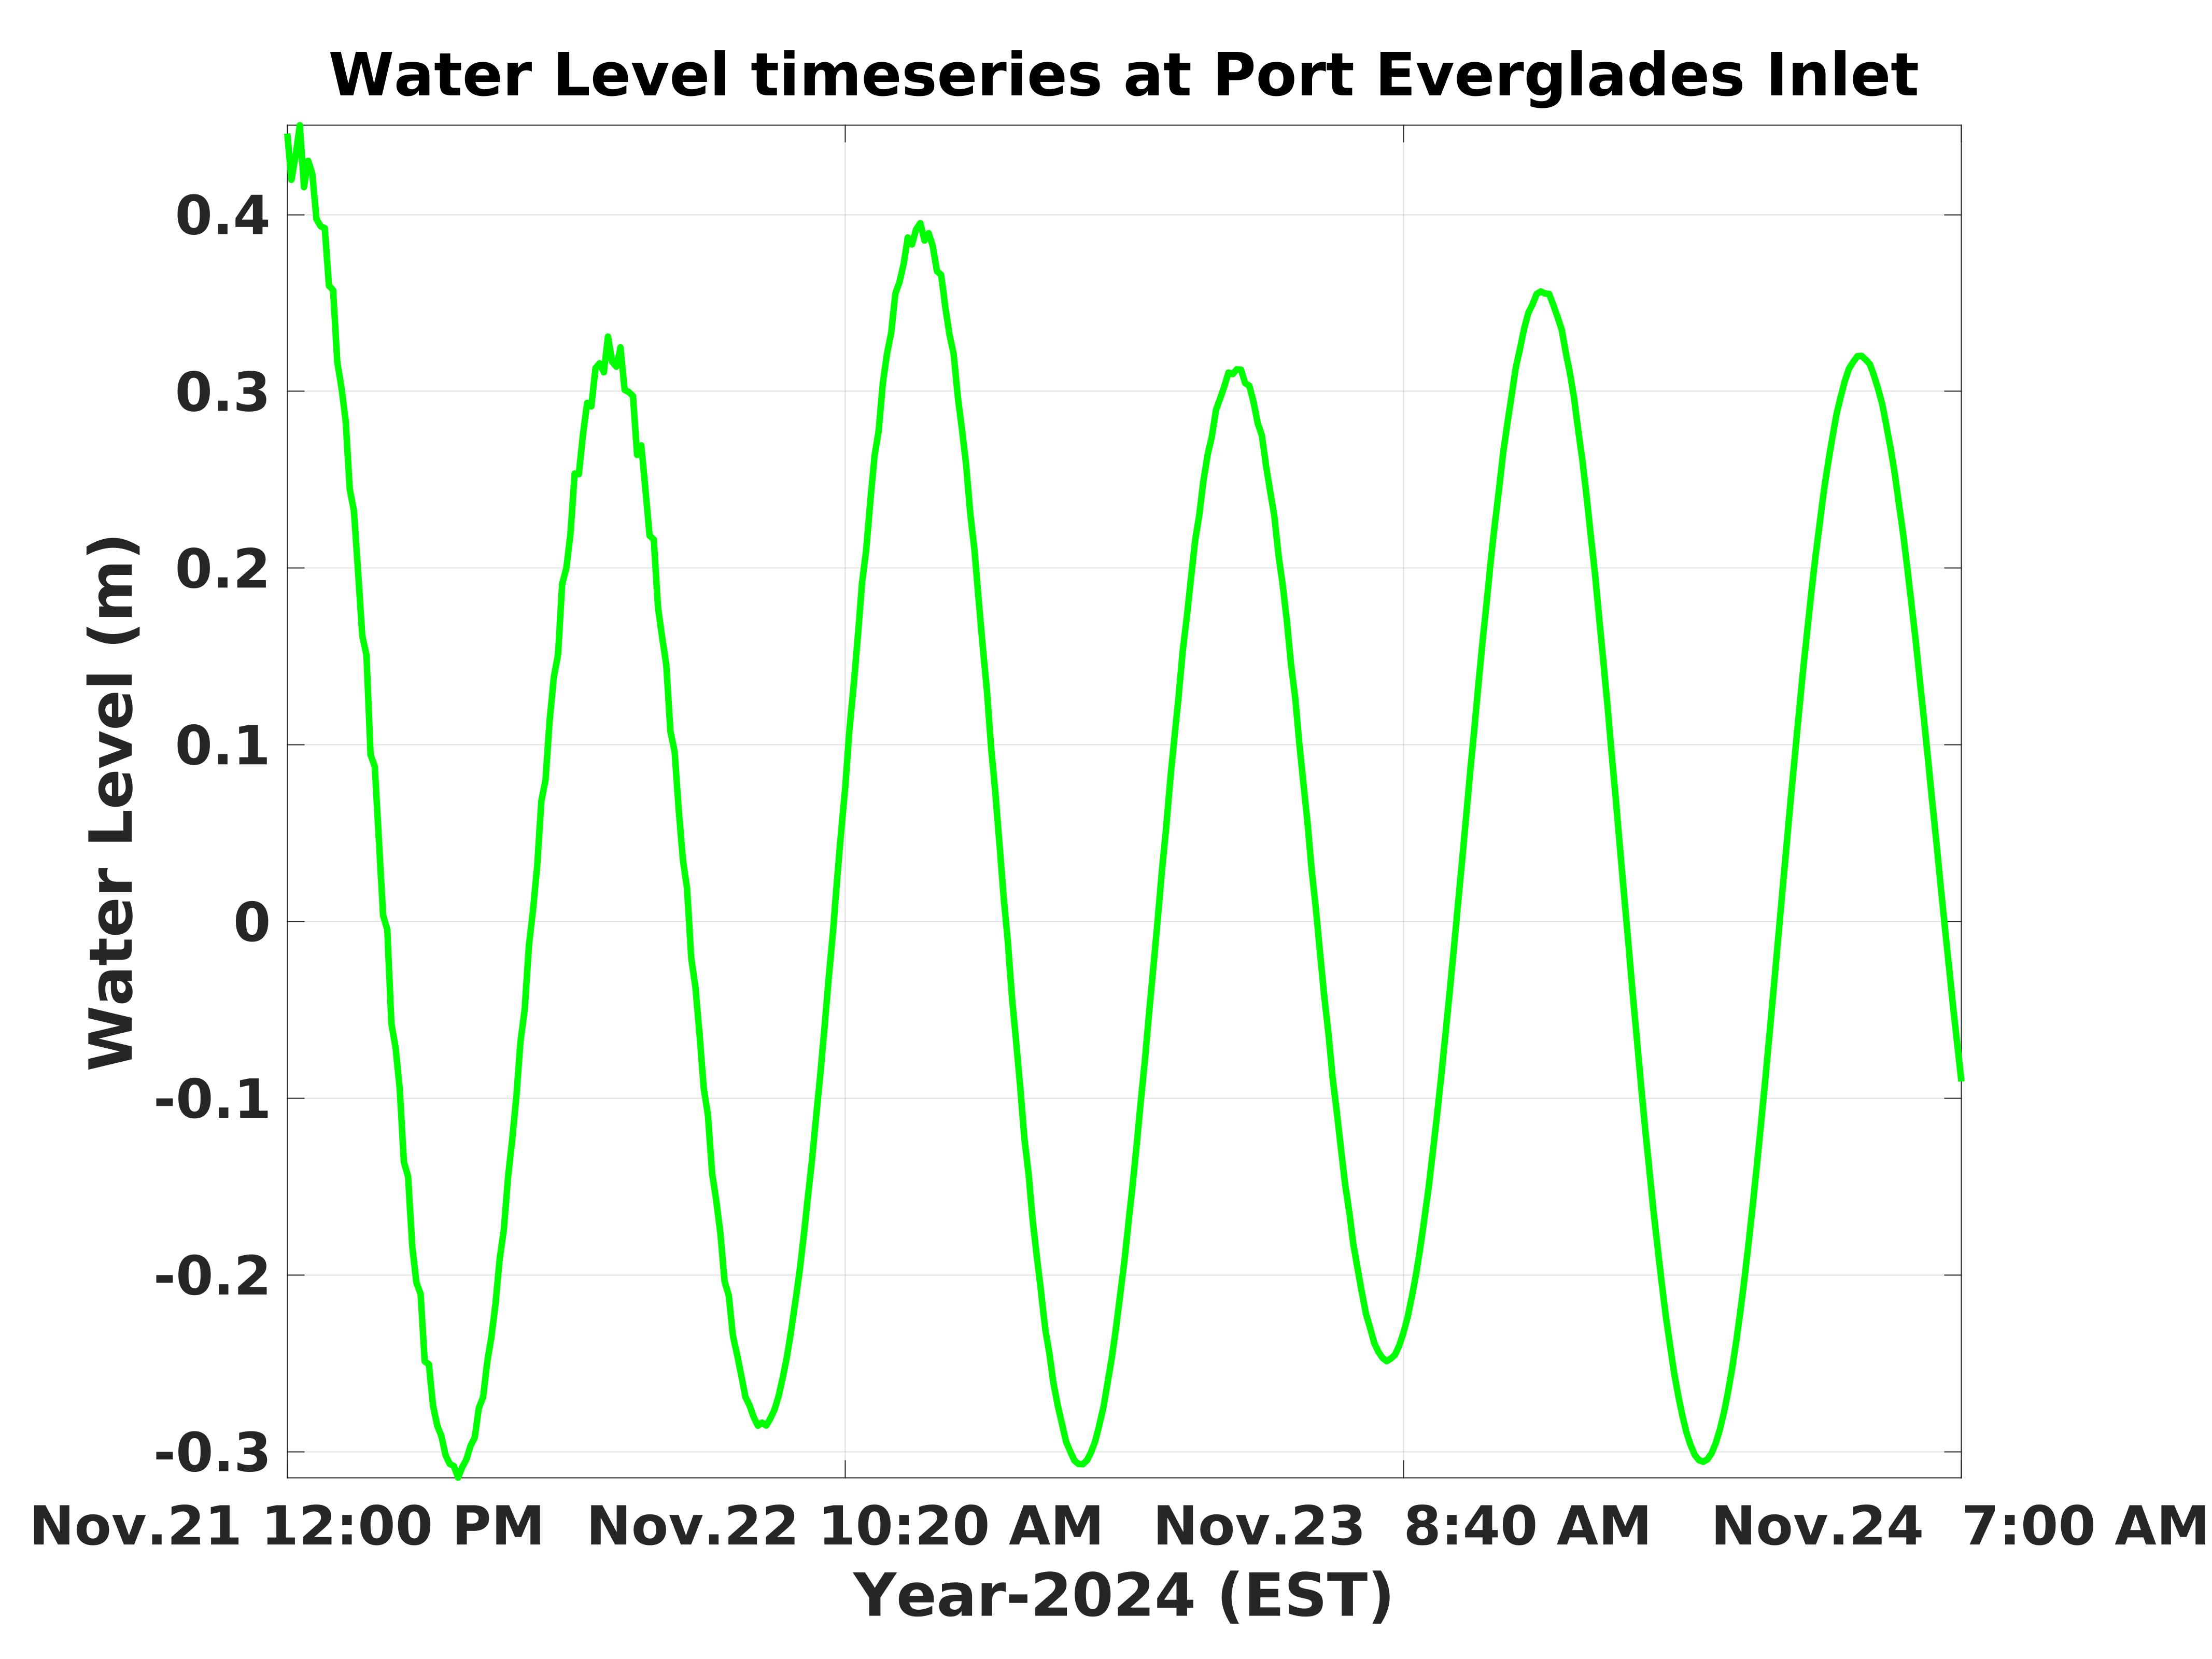 Water Level timeseries at Port Everglades Inlet
Water Level (m)
0.4
0.3
0.2
0.1
0
-0.1
-0.2
-0.3
Nov.21 12:00 PM Nov.22 10:20 AM Nov.23 8:40 AM Nov.24 7:00 AM
Year-2024 (EST)